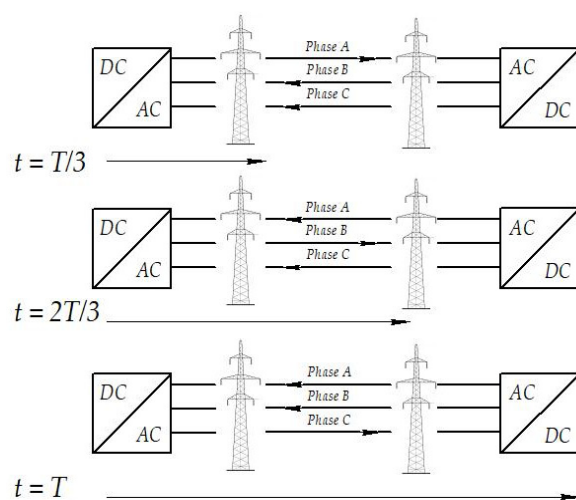 DC
AC
Phase A
Phase B
Phase C
AC
DC
t = T/3
DC
AC
Phase A
Phase B
Phase C
AC
DC
t = 2T/3
DC
AC
Phase A
Phase B
Phase C
AC
DC
t = T